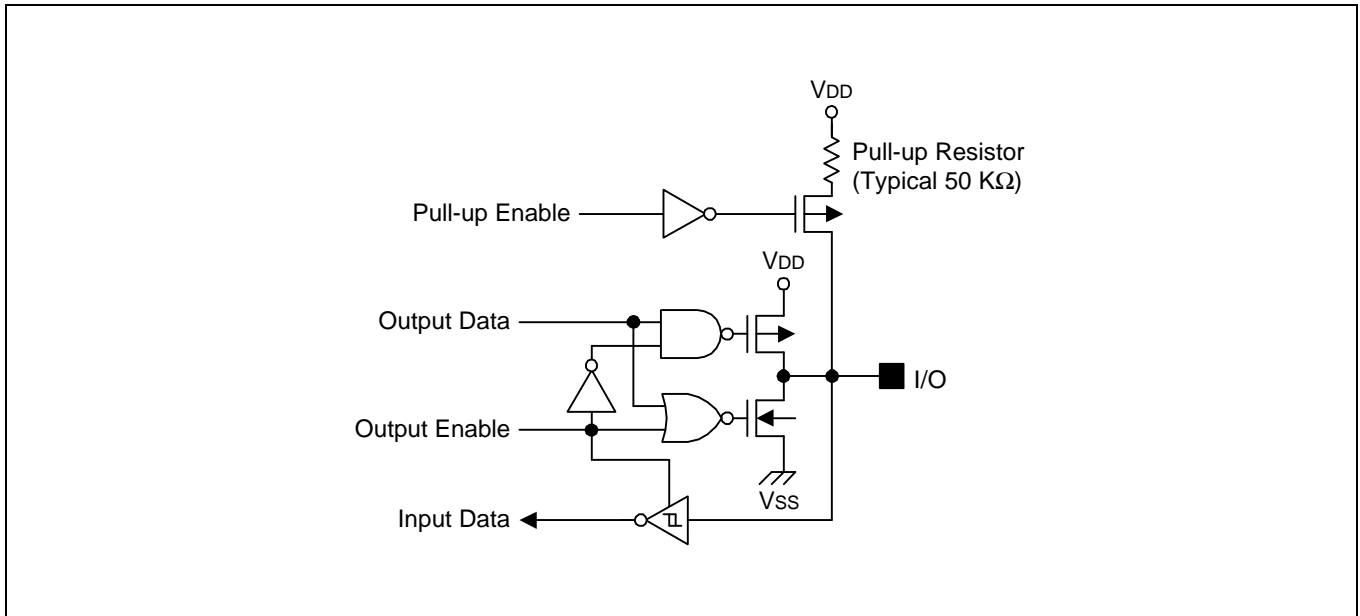 VDD
Pull-up Resistor
(Typical 50 KΩ)
Pull-up Enable
VDD
Output Data
I/O
Output Enable
VSS
Input Data